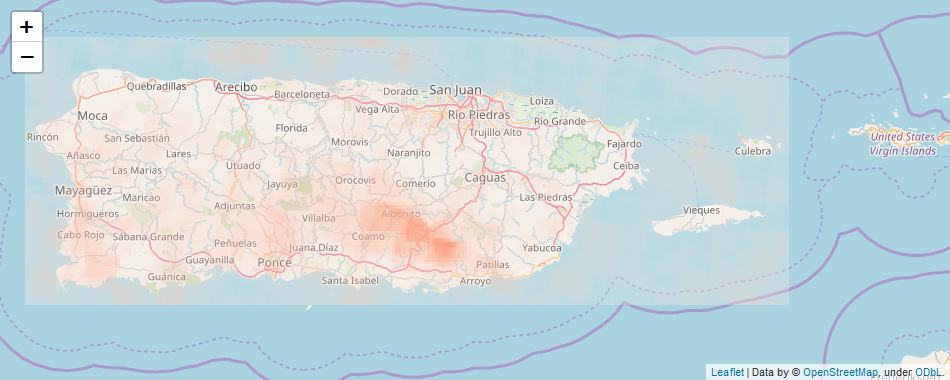 +
−
Quebradillas
Arecibo
Barceloneta
Dorado
San Juan
Loíza
Moca
Vega Alta
Río Piedras
Río Grande
Rincón
San Sebastián
Florida
Trujillo Alto
Fajardo
United States
Virgin Islands
Añasco
Lares
Morovis
Naranjito
Culebra
Las Marías
Utuado
Ceiba
Mayagüez
Maricao
Jayuya
Orocovis
Comerío
Caguas
Las Piedras
Hormigueros
Adjuntas
Villalba
Aibonito
Vieques
Cabo Rojo
Sabana Grande
Peñuelas
Juana Díaz
Coamo
Yabucoa
Guayanilla
Ponce
Patillas
Guánica
Santa Isabel
Arroyo
Leaflet | Data by © OpenStreetMap, under ODbL.